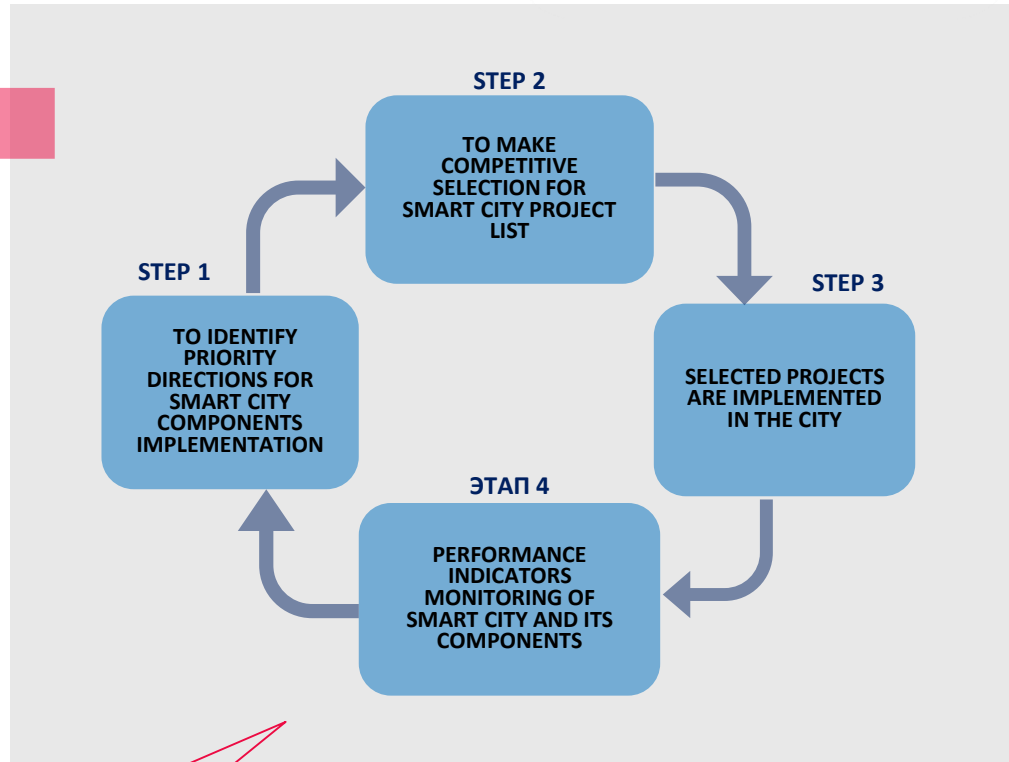 STEP 1
TO IDENTIFY
PRIORITY
DIRECTIONS FOR
SMART CITY
COMPONENTS
IMPLEMENTATION
STEP 2
TO MAKE
COMPETITIVE
SELECTION FOR
SMART CITY PROJECT
LIST
STEP 3
SELECTED PROJECTS
ARE IMPLEMENTED
IN THE CITY
ЭТАП 4
PERFORMANCE
INDICATORS
MONITORING OF
SMART CITY AND ITS
COMPONENTS